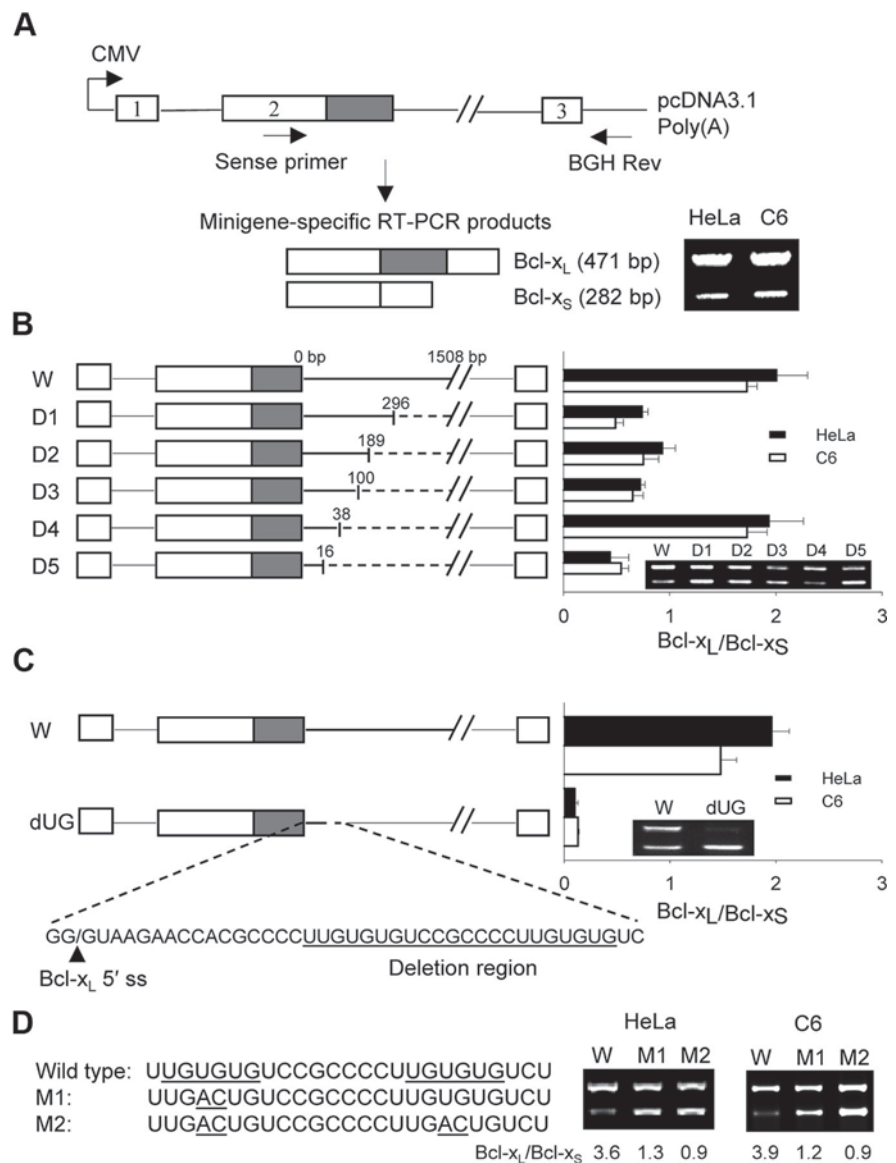 A
CMV
1
2
3
pcDNA3.1
Poly(A)
Sense primer
BGH Rev
Minigene-specific RT-PCR products
HeLa C6
Bcl-xL (471 bp)
Bcl-xS (282 bp)
B
0 bp
1508 bp
W
D1
296
D2
189
D3
100
D4
38
D5
16
HeLa
C6
W D1 D2 D3 D4 D5
0 1 2 3
Bcl-xL/Bcl-xS
C
W
dUG
HeLa
C6
W dUG
0 1 2 3
Bcl-xL/Bcl-xS
GG/GUAAGAACCACGCCCCUUGUGUGUCCGCCCCUUGUGUGUC
Bcl-xL 5′ ss
Deletion region
D
HeLa C6
Wild type: UUGUGUGUCCGCCCCUUGUGUGUCU
M1: UUGACUGUCCGCCCCUUGUGUGUCU
M2: UUGACUGUCCGCCCCUUGACUGUCU
W M1 M2
W M1 M2
Bcl-xL/Bcl-xS 3.6 1.3 0.9 3.9 1.2 0.9